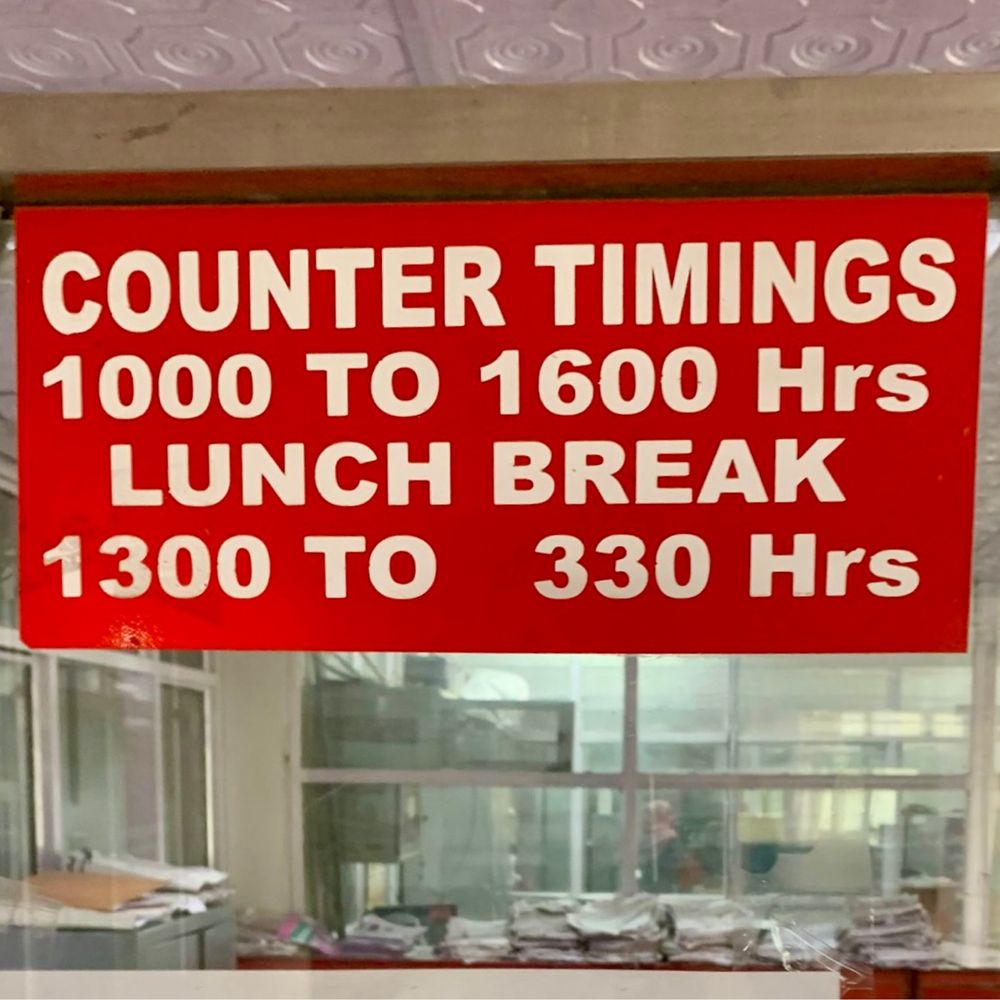 COUNTER TIMINGS
1000 TO 1600 Hrs
LUNCH BREAK
1300 TO 330 Hrs